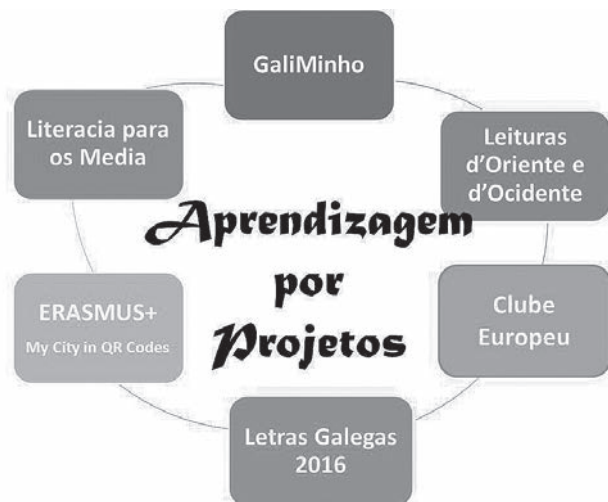 GaliMinho
Leituras
d'Oriente e
d'Ocidente
Clube
Europeu
Letras Galegas
2016
ERASMUS+
My City in QR Codes
Literacia para
os Media
Aprendizagem
por
Projetos